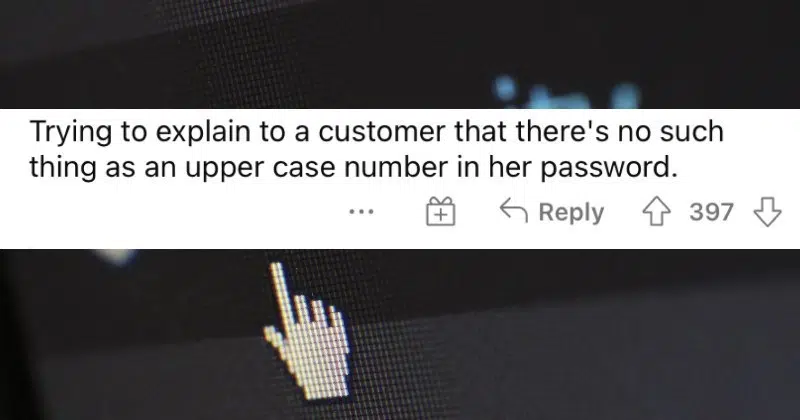 Trying to explain to a customer that there's no such
thing as an upper case number in her password.
... Reply 397